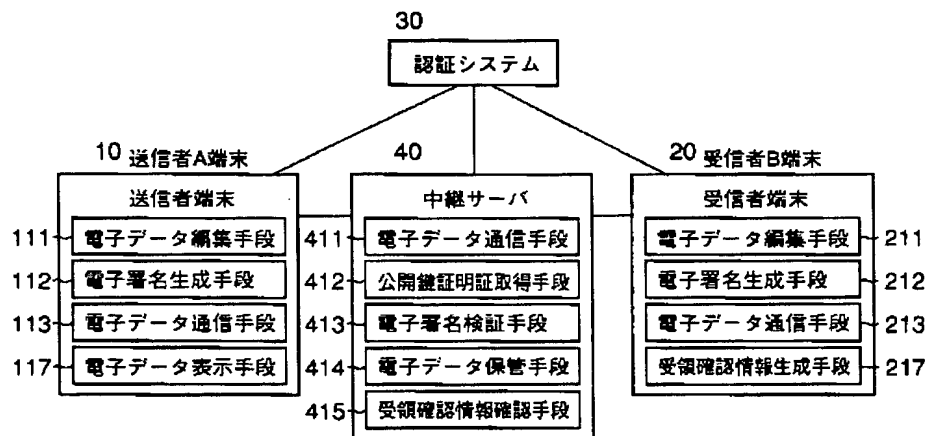 30
認証システム
10 送信者A端末
送信者端末
111 電子データ編集手段
112 電子署名生成手段
113 電子データ通信手段
117 電子データ表示手段
40
中継サーバ
411 電子データ通信手段
412 公開鍵証明証取得手段
413 電子署名検証手段
414 電子データ保管手段
415 受領確認情報確認手段
20 受信者B端末
受信者端末
電子データ編集手段 211
電子署名生成手段 212
電子データ通信手段 213
受領確認情報生成手段 217